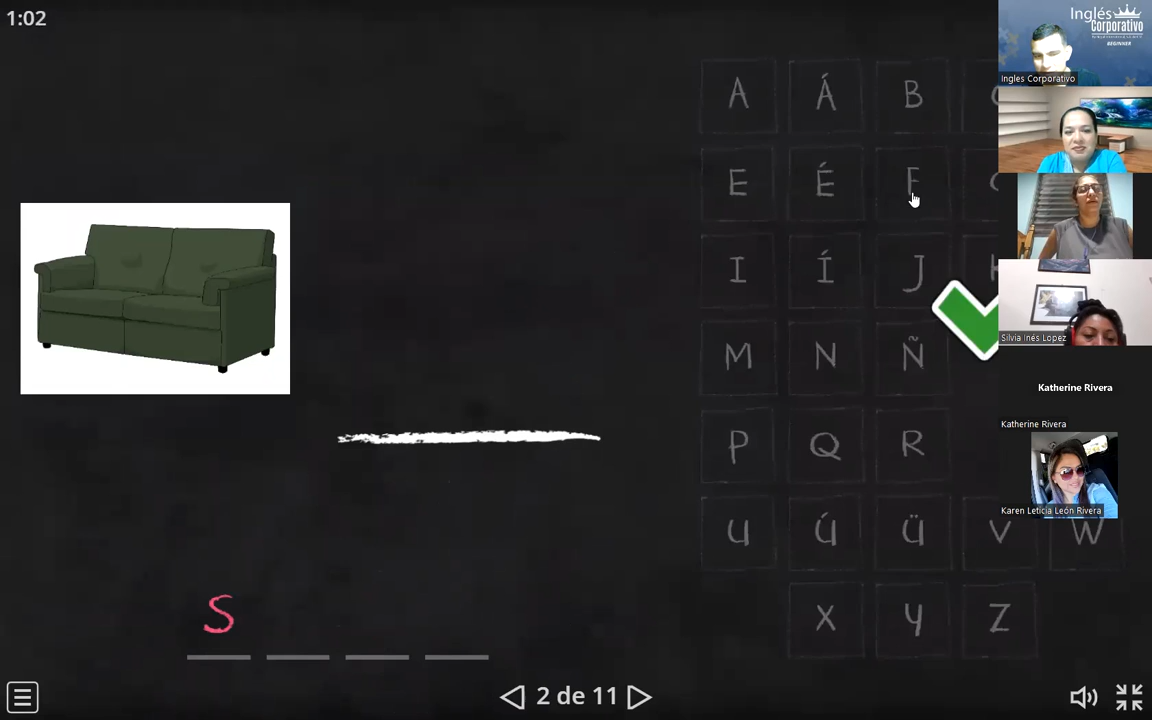 1:02
Inglés
Corporativo
BEGINNER
Ingles Corporativo
A Á B
E É F
I Í J
M N Ñ
Silvia Inés Lopez
Katherine Rivera
Katherine Rivera
P Q R
Karen Leticia León Rivera
U Ú Ü V W
X Y Z
S
2 de 11